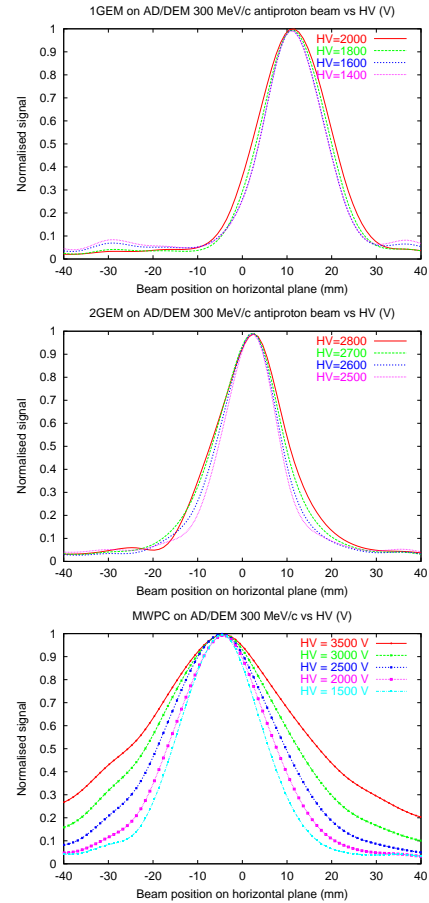 1GEM on AD/DEM 300 MeV/c antiproton beam vs HV (V)
1
0.9
0.8
0.7
0.6
0.5
0.4
0.3
0.2
0.1
0
Normalised signal
HV=2000
HV=1800
HV=1600
HV=1400
-40 -30 -20 -10 0 10 20 30 40
Beam position on horizontal plane (mm)
2GEM on AD/DEM 300 MeV/c antiproton beam vs HV (V)
1
0.9
0.8
0.7
0.6
0.5
0.4
0.3
0.2
0.1
0
Normalised signal
HV=2800
HV=2700
HV=2600
HV=2500
-40 -30 -20 -10 0 10 20 30 40
Beam position on horizontal plane (mm)
MWPC on AD/DEM 300 MeV/c vs HV (V)
1
0.9
0.8
0.7
0.6
0.5
0.4
0.3
0.2
0.1
0
Normalised signal
HV = 3500 V
HV = 3000 V
HV = 2500 V
HV = 2000 V
HV = 1500 V
-40 -30 -20 -10 0 10 20 30 40
Beam position on horizontal plane (mm)